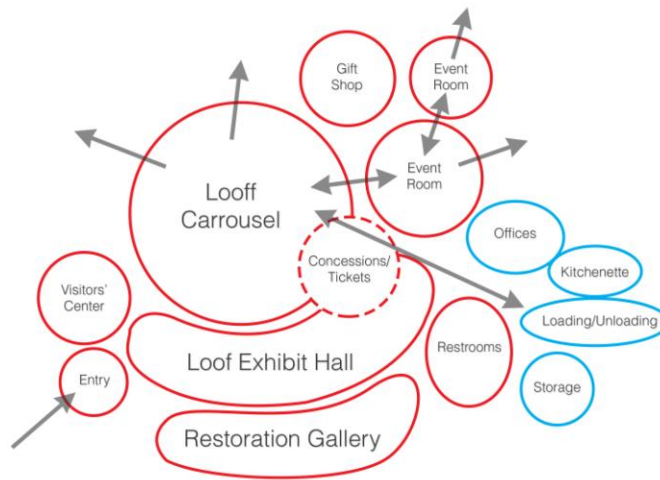 Gift
Shop
Event
Room
Event
Room
Looff
Carrousel
Offices
Concessions/
Tickets
Kitchenette
Visitors'
Center
Loading/Unloading
Loof Exhibit Hall
Restrooms
Entry
Storage
Restoration Gallery